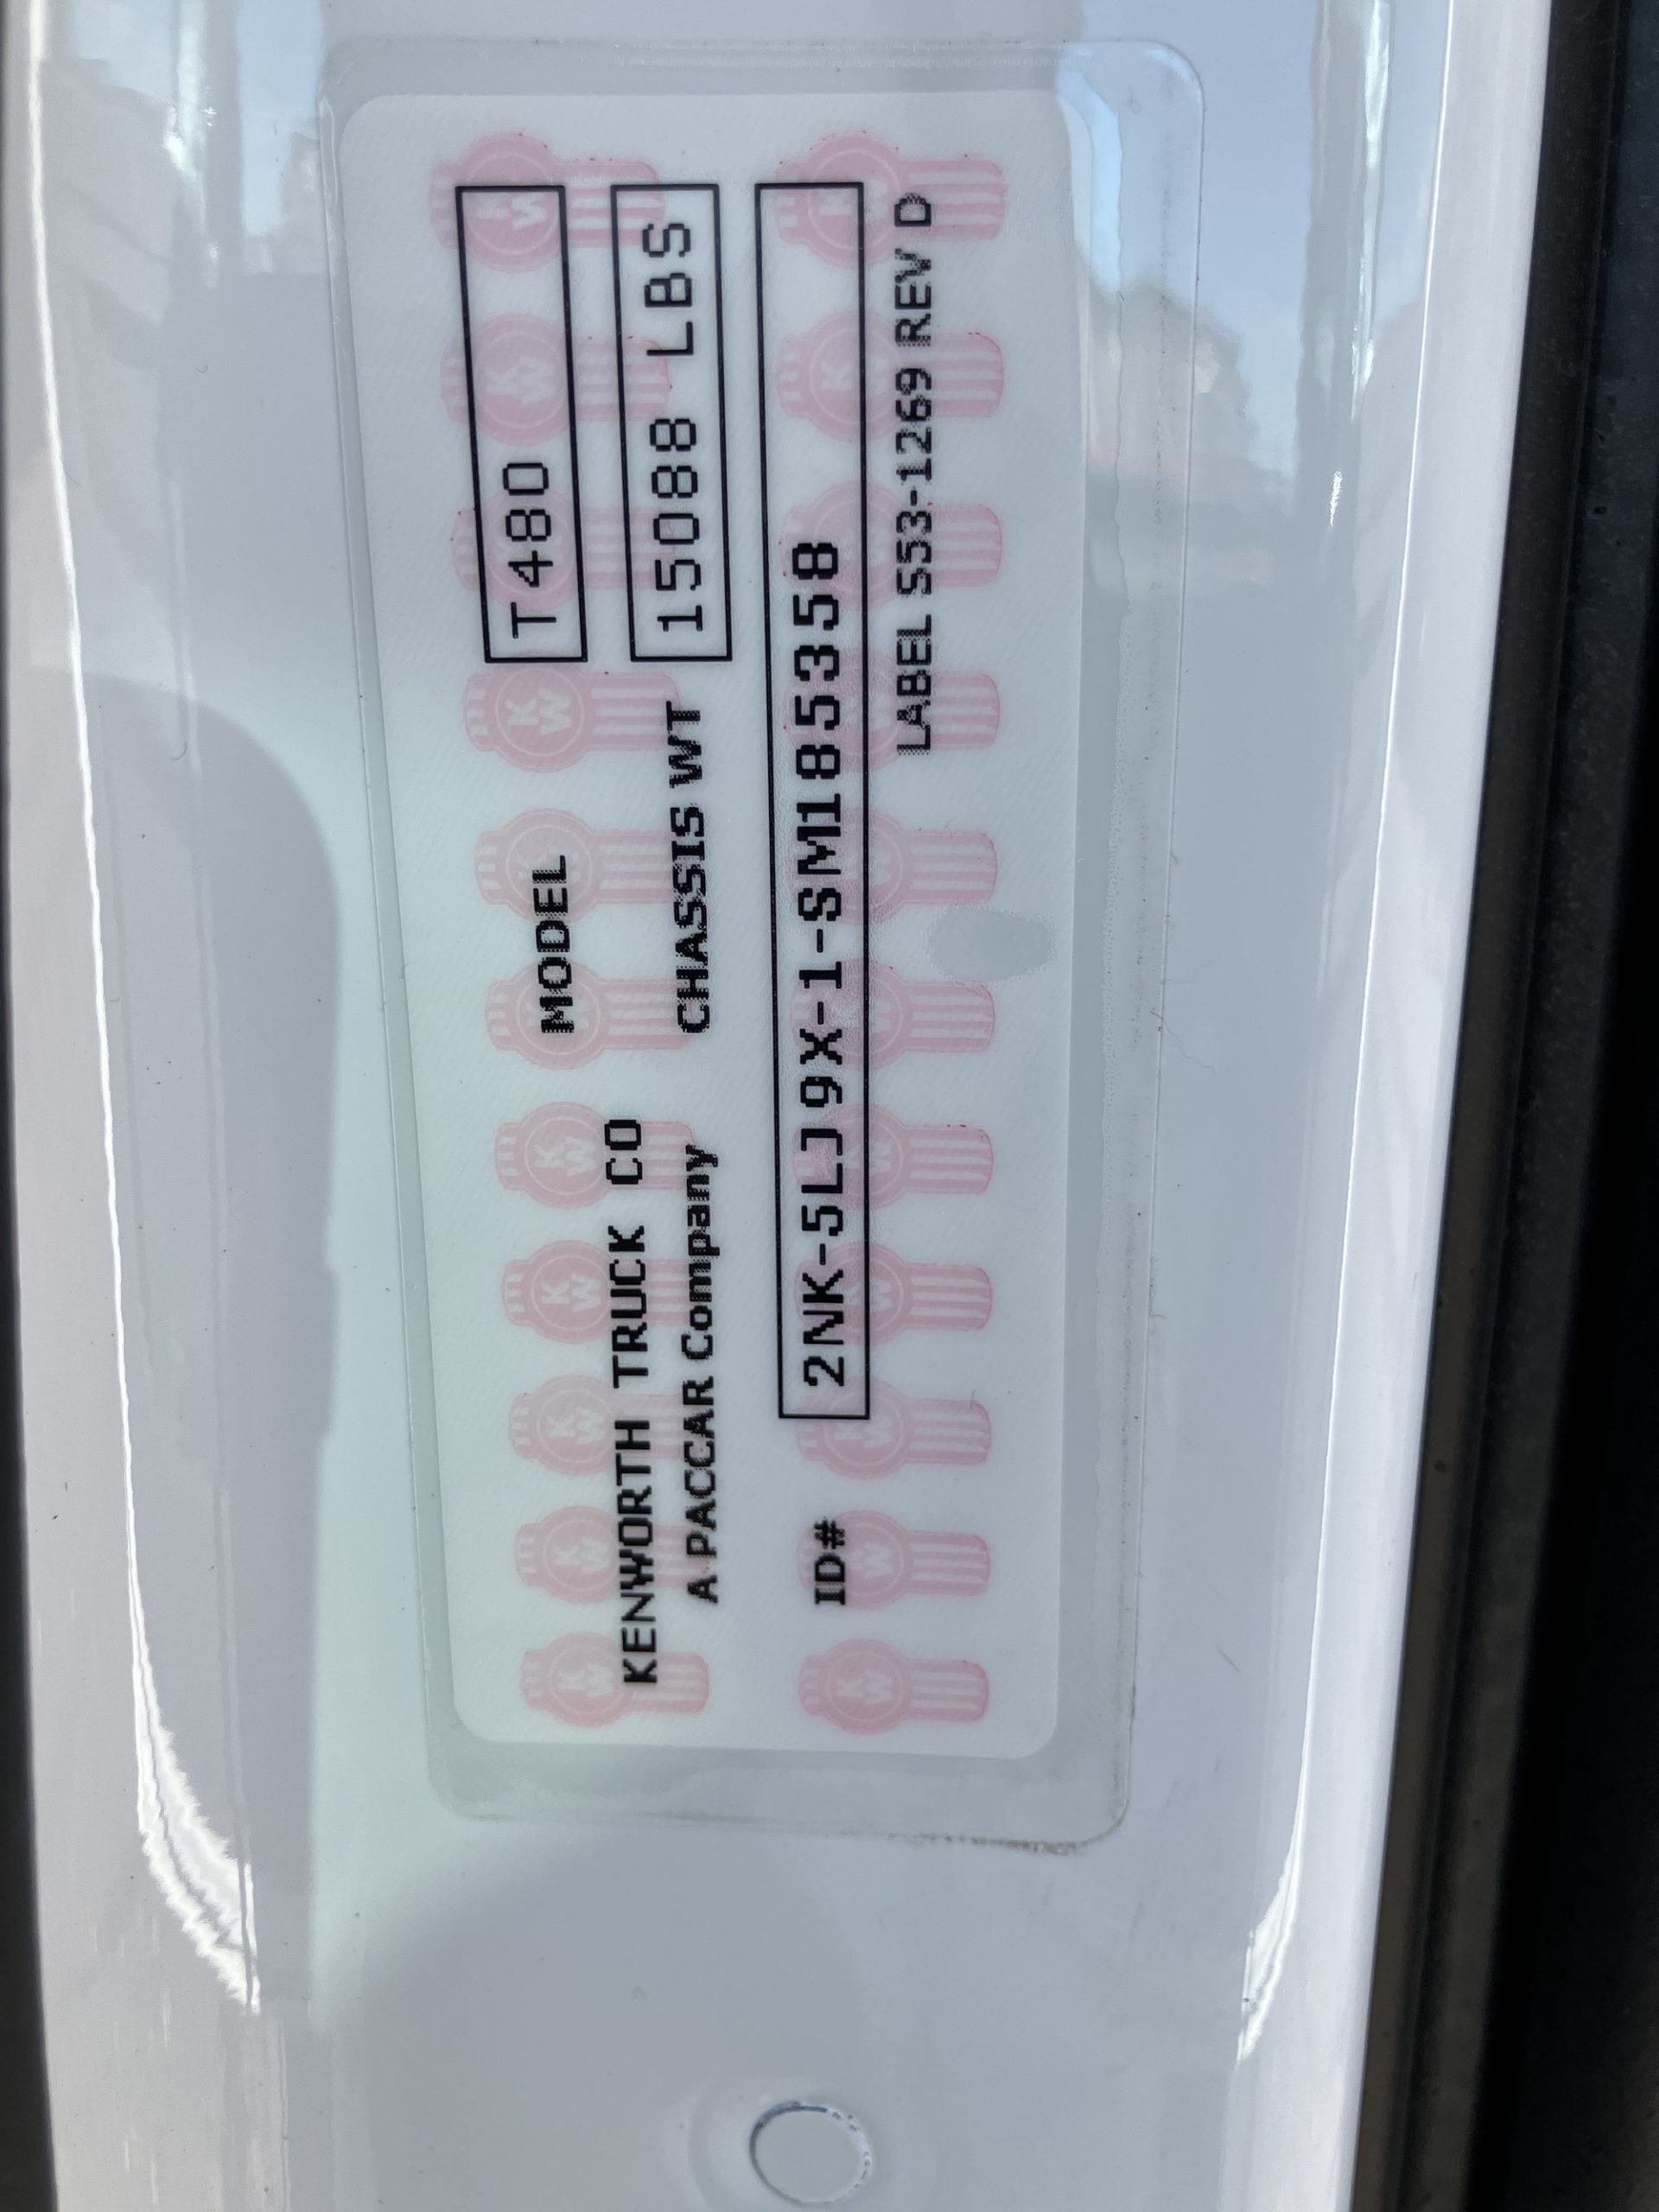 MODEL T480
KENWORTH TRUCK CO
A PACCAR Company
CHASSIS WT 15088 LBS
ID# 2NK-5LJ9X-1-SM185358
LABEL S53-1269 REV D